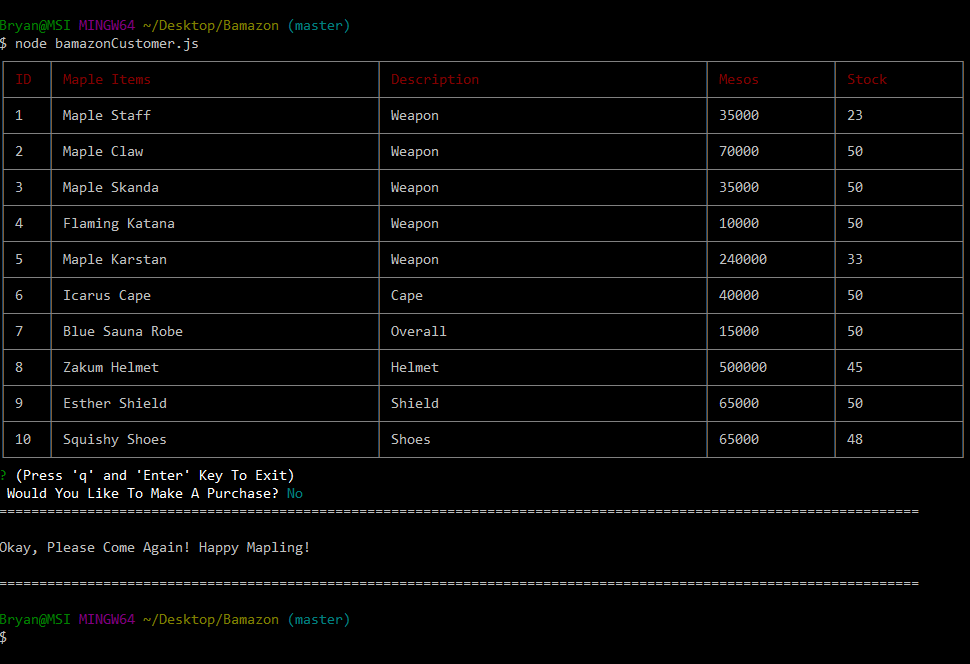 Bryan@MSI MINGW64 ~/Desktop/Bamazon (master)
$ node bamazonCustomer.js
ID Maple Items Description Mesos Stock
1 Maple Staff Weapon 35000 23
2 Maple Claw Weapon 70000 50
3 Maple Skanda Weapon 35000 50
4 Flaming Katana Weapon 10000 50
5 Maple Karstan Weapon 240000 33
6 Icarus Cape Cape 40000 50
7 Blue Sauna Robe Overall 15000 50
8 Zakum Helmet Helmet 500000 45
9 Esther Shield Shield 65000 50
10 Squishy Shoes Shoes 65000 48
? (Press 'q' and 'Enter' Key To Exit)
Would You Like To Make A Purchase? No
===================================================================================================================
Okay, Please Come Again! Happy Mapling!
===================================================================================================================
Bryan@MSI MINGW64 ~/Desktop/Bamazon (master)
$